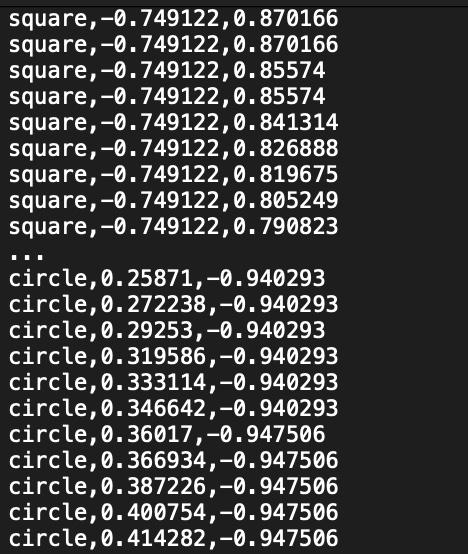 square,-0.749122,0.870166
square,-0.749122,0.870166
square,-0.749122,0.85574
square,-0.749122,0.85574
square,-0.749122,0.841314
square,-0.749122,0.826888
square,-0.749122,0.819675
square,-0.749122,0.805249
square,-0.749122,0.790823
...
circle,0.25871,-0.940293
circle,0.272238,-0.940293
circle,0.29253,-0.940293
circle,0.319586,-0.940293
circle,0.333114,-0.940293
circle,0.346642,-0.940293
circle,0.36017,-0.947506
circle,0.366934,-0.947506
circle,0.387226,-0.947506
circle,0.400754,-0.947506
circle,0.414282,-0.947506